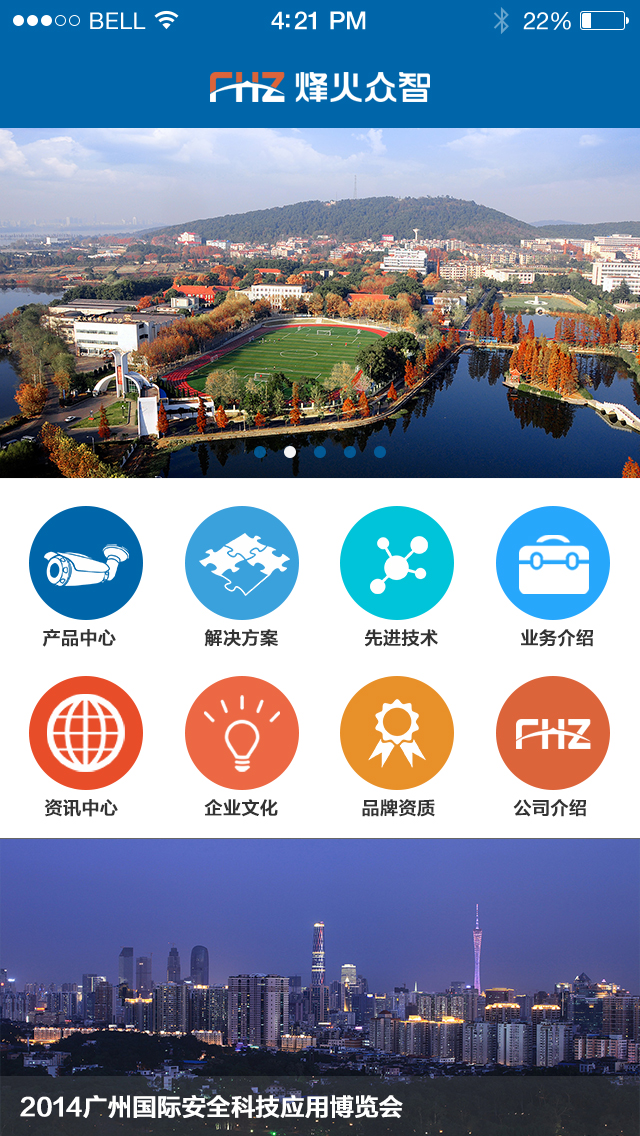 BELL 4:21 PM 22%
FHZ 烽火众智
产品中心 解决方案 先进技术 业务介绍
FHZ
资讯中心 企业文化 品牌资质 公司介绍
2014广州国际安全科技应用博览会